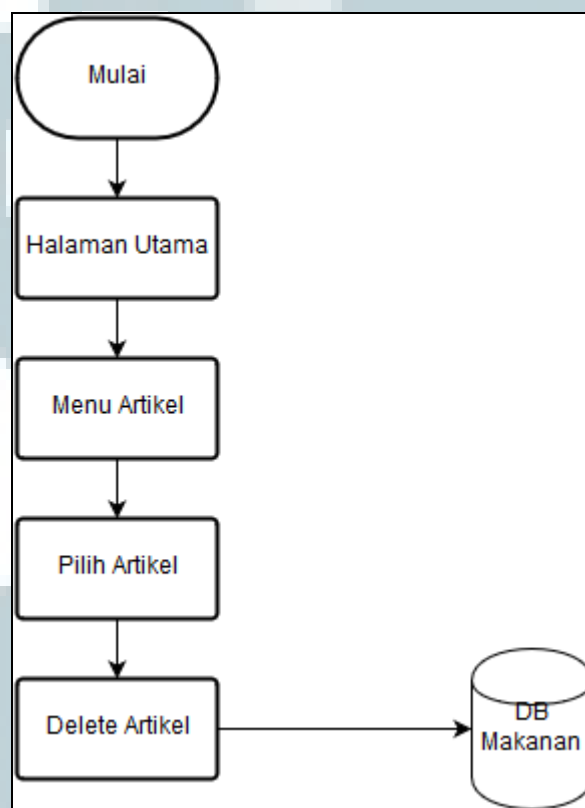 Mulai
Halaman Utama
Menu Artikel
Pilih Artikel
Delete Artikel
DB
Makanan